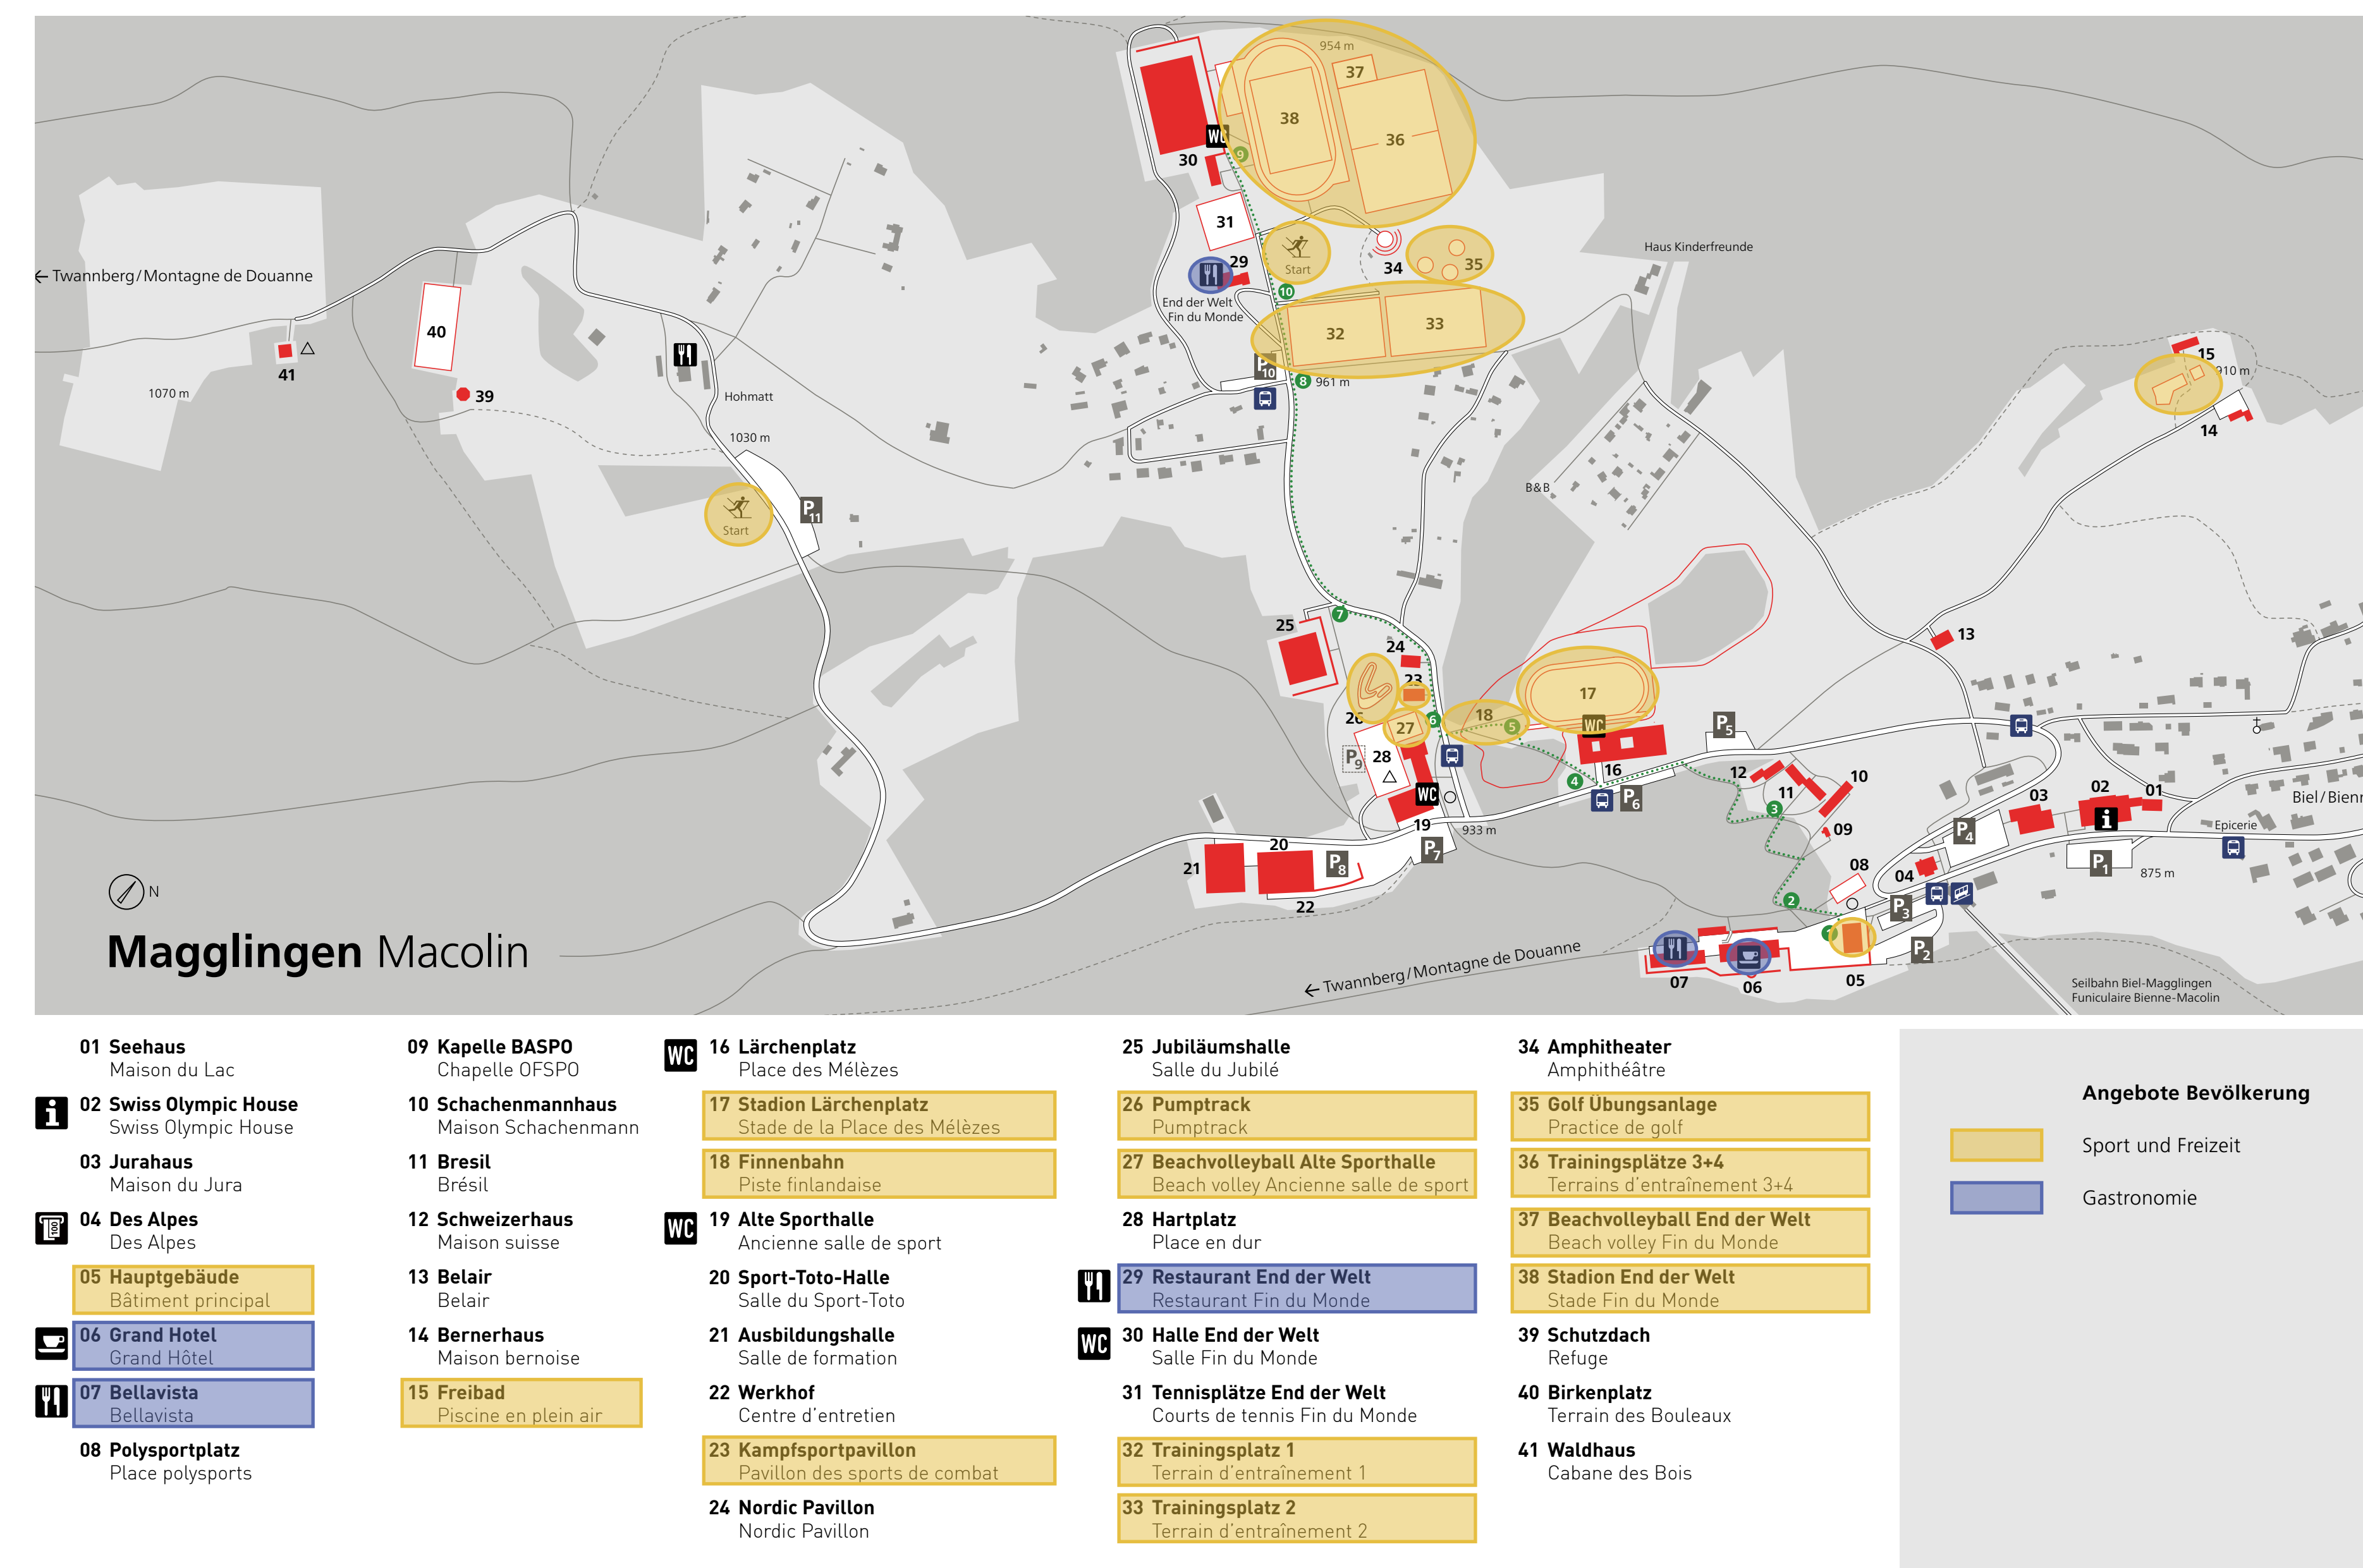 954 m
37
38
36
WC
9
30
31
Haus Kinderfreunde
Start
34
35
29
← Twannberg/Montagne de Douanne
10
End der Welt
Fin du Monde
32
33
40
41
15
910 m
P10
8
961 m
1070 m
39
Hohmatt
14
1030 m
B&B
P11
Start
7
25
13
24
23
17
26
18
27
6
5
WC
P5
P9
28
16
12
11
10
02
01
4
WC
P6
3
03
Biel/Bienn
19
933 m
09
P4
Epicerie
20
P7
21
P8
08
P1
875 m
04
N
22
2
P3
Magglingen Macolin
1
P2
← Twannberg/Montagne de Douanne
07
06
05
Seilbahn Biel-Magglingen
Funiculaire Bienne-Macolin
01 Seehaus
Maison du Lac
02 Swiss Olympic House
Swiss Olympic House
03 Jurahaus
Maison du Jura
100
04 Des Alpes
Des Alpes
05 Hauptgebäude
Bâtiment principal
06 Grand Hotel
Grand Hôtel
07 Bellavista
Bellavista
08 Polysportplatz
Place polysports
09 Kapelle BASPO
Chapelle OFSPO
10 Schachenmannhaus
Maison Schachenmann
11 Bresil
Brésil
12 Schweizerhaus
Maison suisse
13 Belair
Belair
14 Bernerhaus
Maison bernoise
15 Freibad
Piscine en plein air
WC 16 Lärchenplatz
Place des Mélèzes
17 Stadion Lärchenplatz
Stade de la Place des Mélèzes
18 Finnenbahn
Piste finlandaise
WC 19 Alte Sporthalle
Ancienne salle de sport
20 Sport-Toto-Halle
Salle du Sport-Toto
21 Ausbildungshalle
Salle de formation
22 Werkhof
Centre d'entretien
23 Kampfsportpavillon
Pavillon des sports de combat
24 Nordic Pavillon
Nordic Pavillon
25 Jubiläumshalle
Salle du Jubilé
26 Pumptrack
Pumptrack
27 Beachvolleyball Alte Sporthalle
Beach volley Ancienne salle de sport
28 Hartplatz
Place en dur
29 Restaurant End der Welt
Restaurant Fin du Monde
WC 30 Halle End der Welt
Salle Fin du Monde
31 Tennisplätze End der Welt
Courts de tennis Fin du Monde
32 Trainingsplatz 1
Terrain d'entraînement 1
33 Trainingsplatz 2
Terrain d'entraînement 2
34 Amphitheater
Amphithéâtre
35 Golf Übungsanlage
Practice de golf
36 Trainingsplätze 3+4
Terrains d'entraînement 3+4
37 Beachvolleyball End der Welt
Beach volley Fin du Monde
38 Stadion End der Welt
Stade Fin du Monde
39 Schutzdach
Refuge
40 Birkenplatz
Terrain des Bouleaux
41 Waldhaus
Cabane des Bois
Angebote Bevölkerung
Sport und Freizeit
Gastronomie